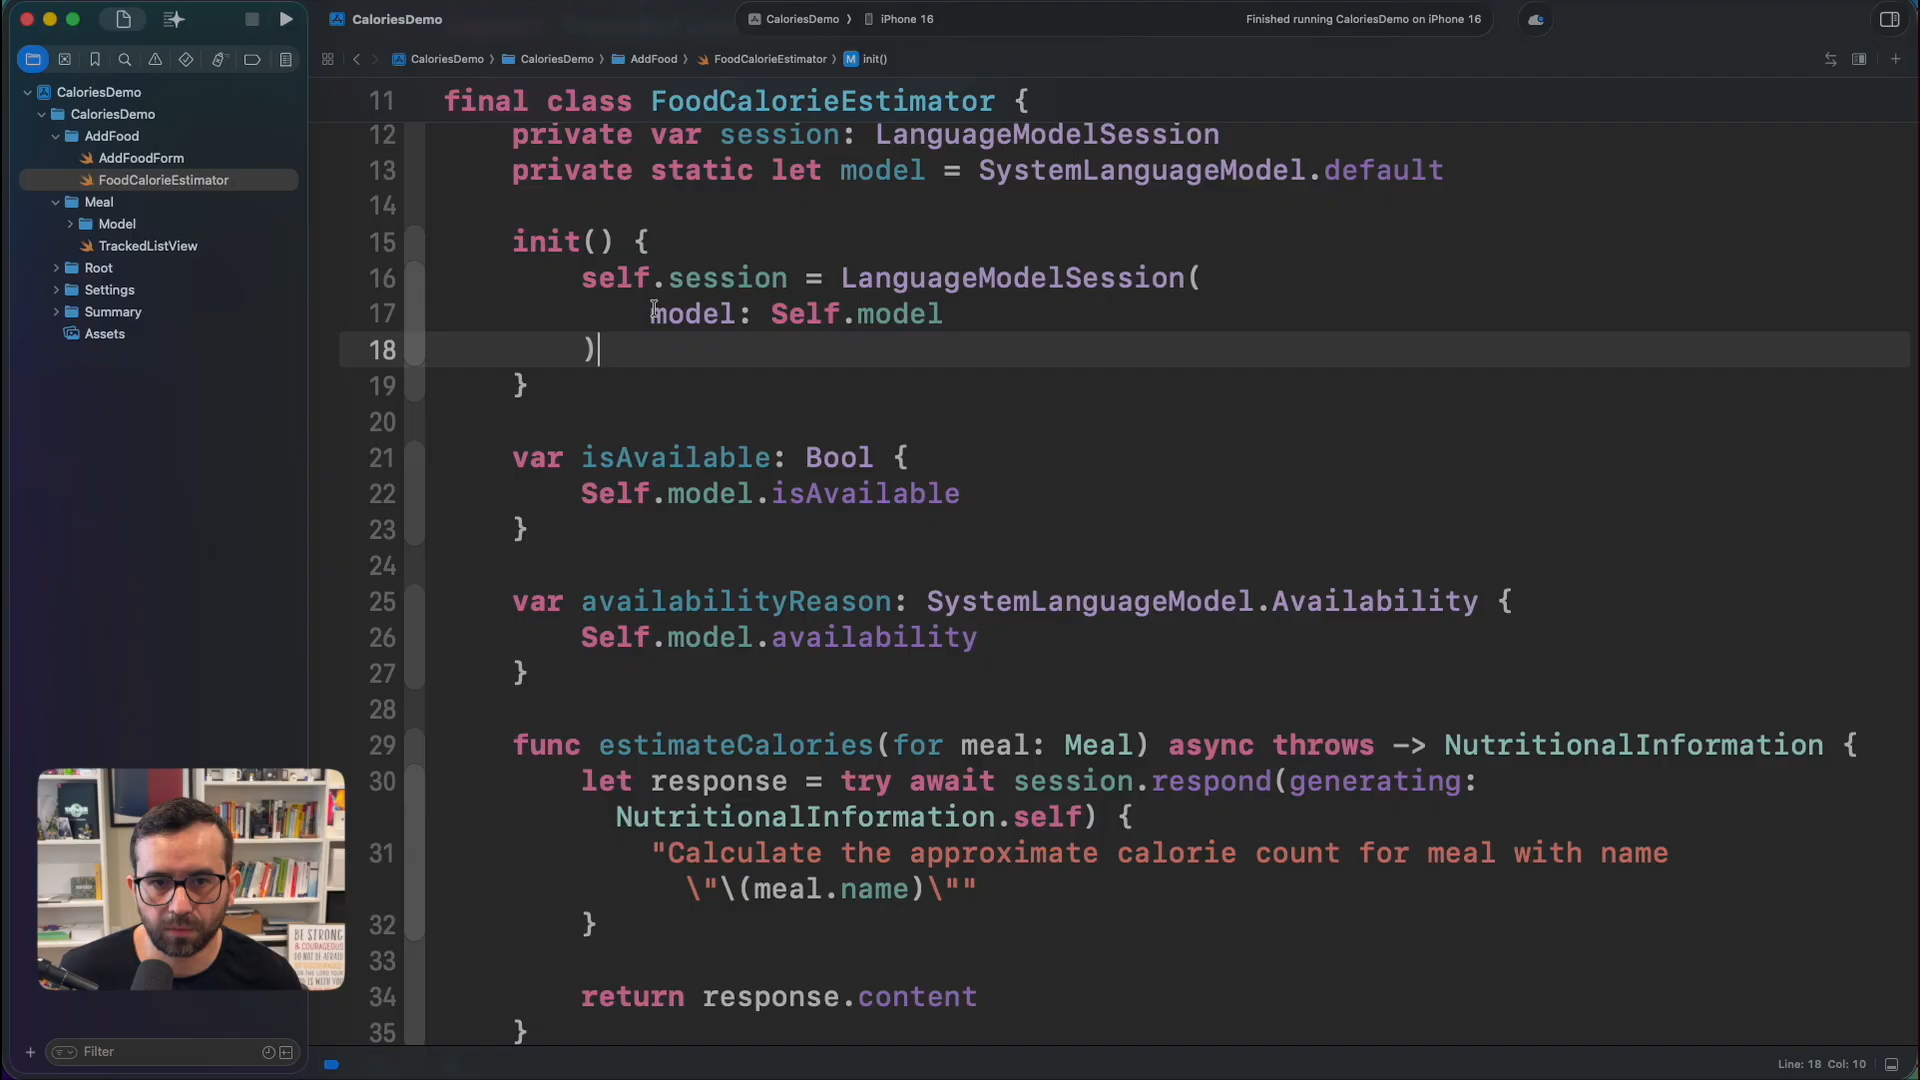 CaloriesDemo
CaloriesDemo
iPhone 16
Finished running CaloriesDemo on iPhone 16
CaloriesDemo
CaloriesDemo
AddFood
FoodCalorieEstimator
M
init()
CaloriesDemo
CaloriesDemo
AddFood
AddFoodForm
FoodCalorieEstimator
Meal
Model
TrackedListView
Root
Settings
Summary
Assets
11 final class FoodCalorieEstimator {
12 private var session: LanguageModelSession
13 private static let model = SystemLanguageModel.default
14
15 init() {
16 self.session = LanguageModelSession(
17 model: Self.model
18 )
19 }
20
21 var isAvailable: Bool {
22 Self.model.isAvailable
23 }
24
25 var availabilityReason: SystemLanguageModel.Availability {
26 Self.model.availability
27 }
28
29 func estimateCalories(for meal: Meal) async throws -> NutritionalInformation {
30 let response = try await session.respond(generating:
NutritionalInformation.self) {
31 "Calculate the approximate calorie count for meal with name
\"\(meal.name)\""
32 }
33
34 return response.content
35 }
BE STRONG
& COURAGEOUS
DO NOT BE AFRAID
Filter
Line: 18 Col: 10